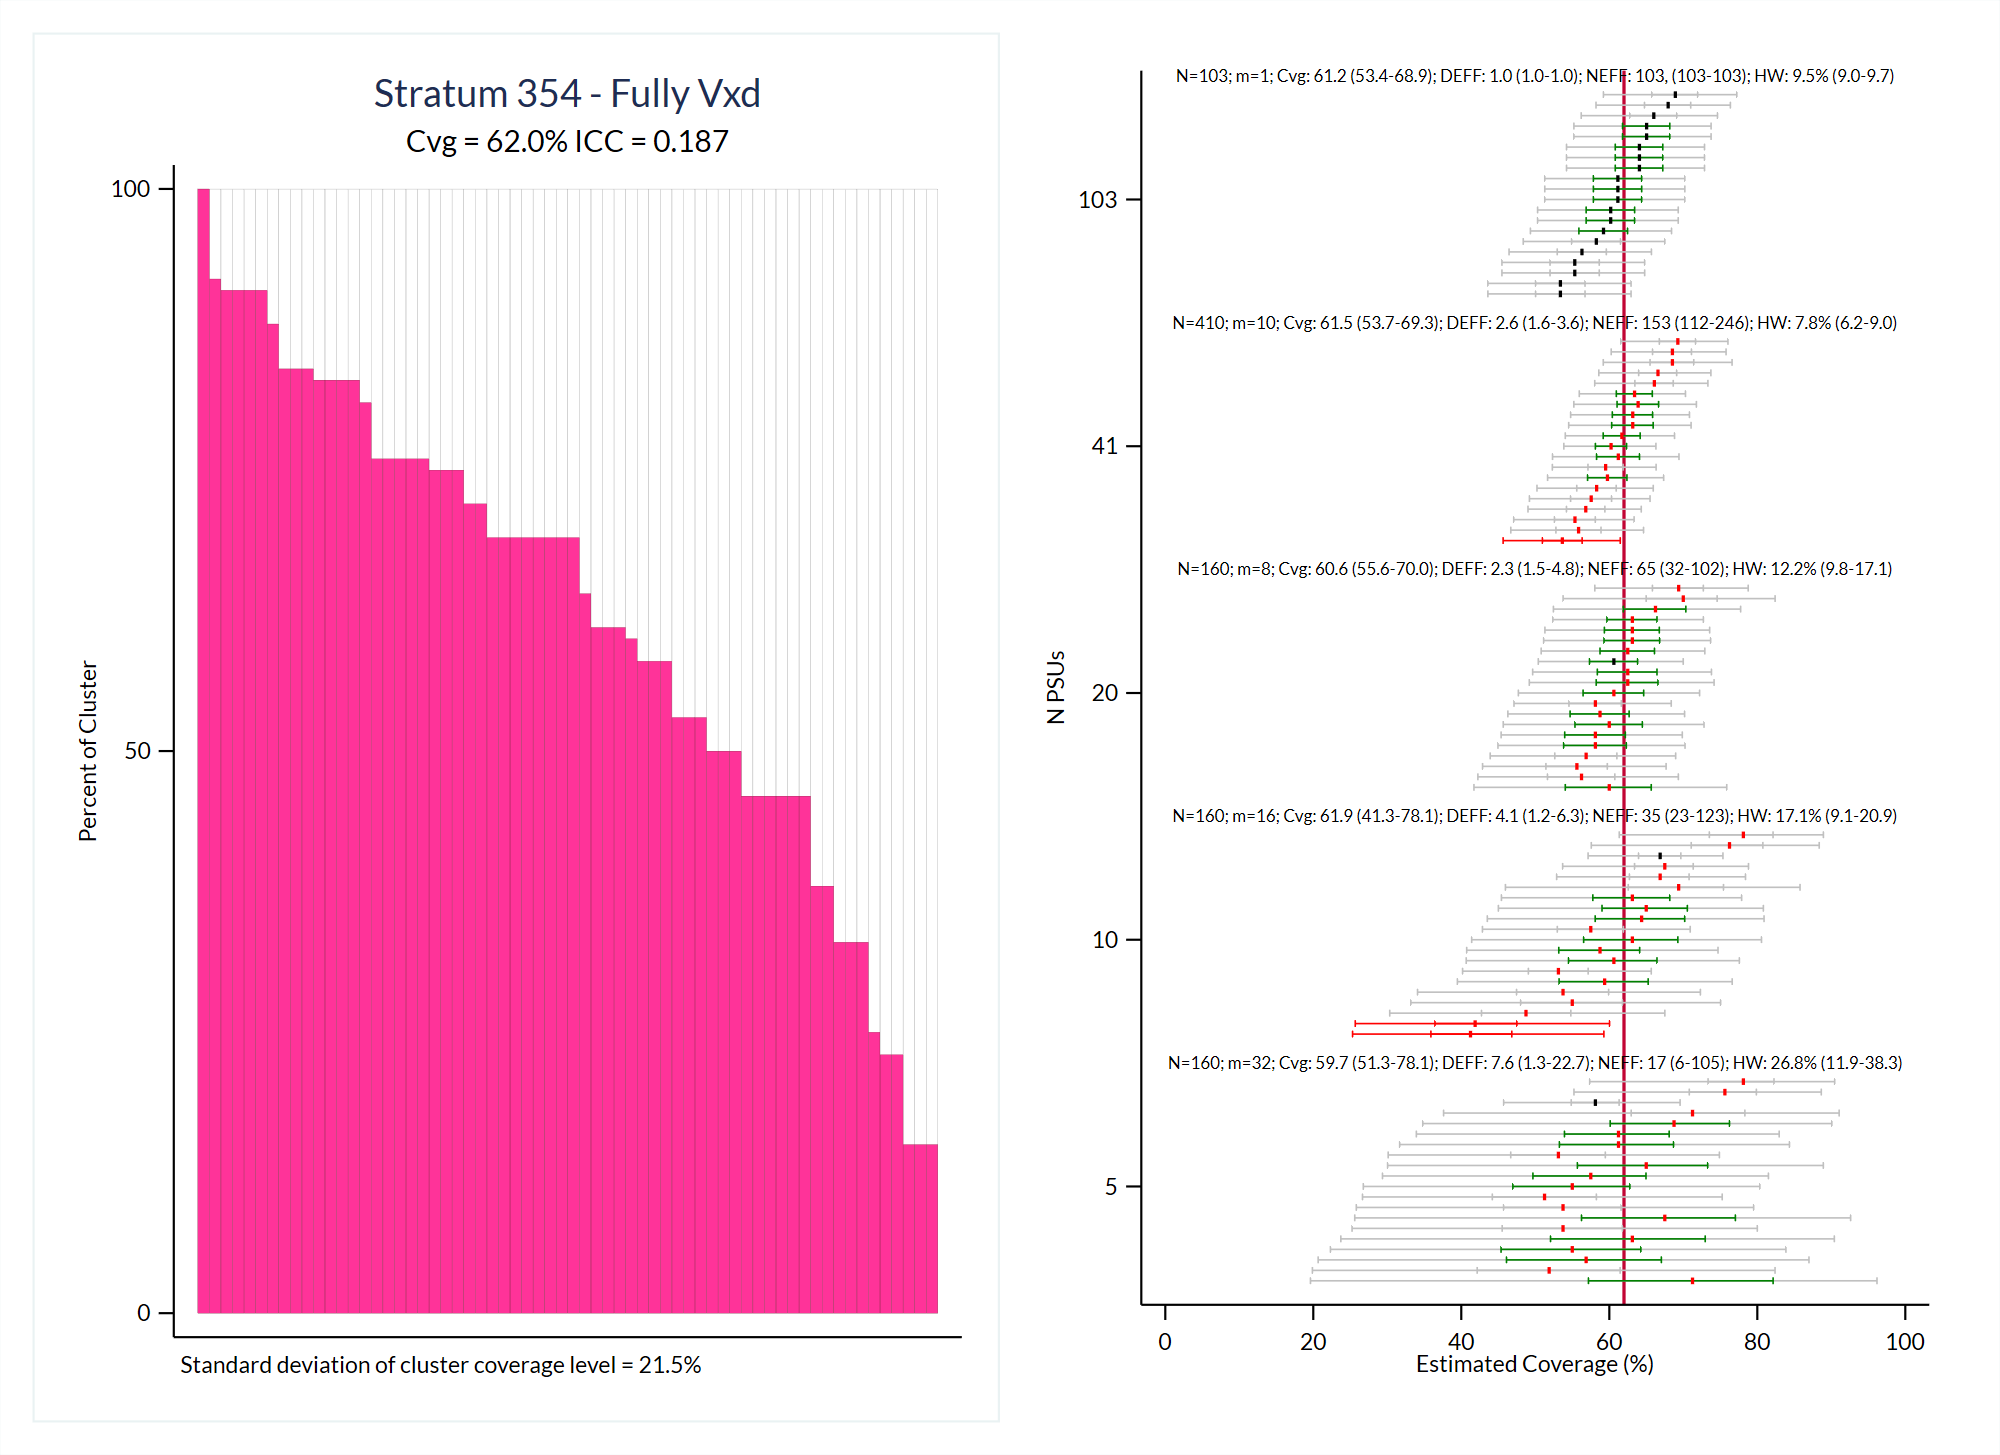 Stratum 354 - Fully Vxd
Cvg = 62.0% ICC = 0.187
100
50
0
Percent of Cluster
Standard deviation of cluster coverage level = 21.5%
N=103; m=1; Cvg: 61.2 (53.4-68.9); DEFF: 1.0 (1.0-1.0); NEFF: 103, (103-103); HW: 9.5% (9.0-9.7)
103
N=410; m=10; Cvg: 61.5 (53.7-69.3); DEFF: 2.6 (1.6-3.6); NEFF: 153 (112-246); HW: 7.8% (6.2-9.0)
41
N=160; m=8; Cvg: 60.6 (55.6-70.0); DEFF: 2.3 (1.5-4.8); NEFF: 65 (32-102); HW: 12.2% (9.8-17.1)
N PSUs
20
N=160; m=16; Cvg: 61.9 (41.3-78.1); DEFF: 4.1 (1.2-6.3); NEFF: 35 (23-123); HW: 17.1% (9.1-20.9)
10
N=160; m=32; Cvg: 59.7 (51.3-78.1); DEFF: 7.6 (1.3-22.7); NEFF: 17 (6-105); HW: 26.8% (11.9-38.3)
5
0 20 40 60 80 100
Estimated Coverage (%)